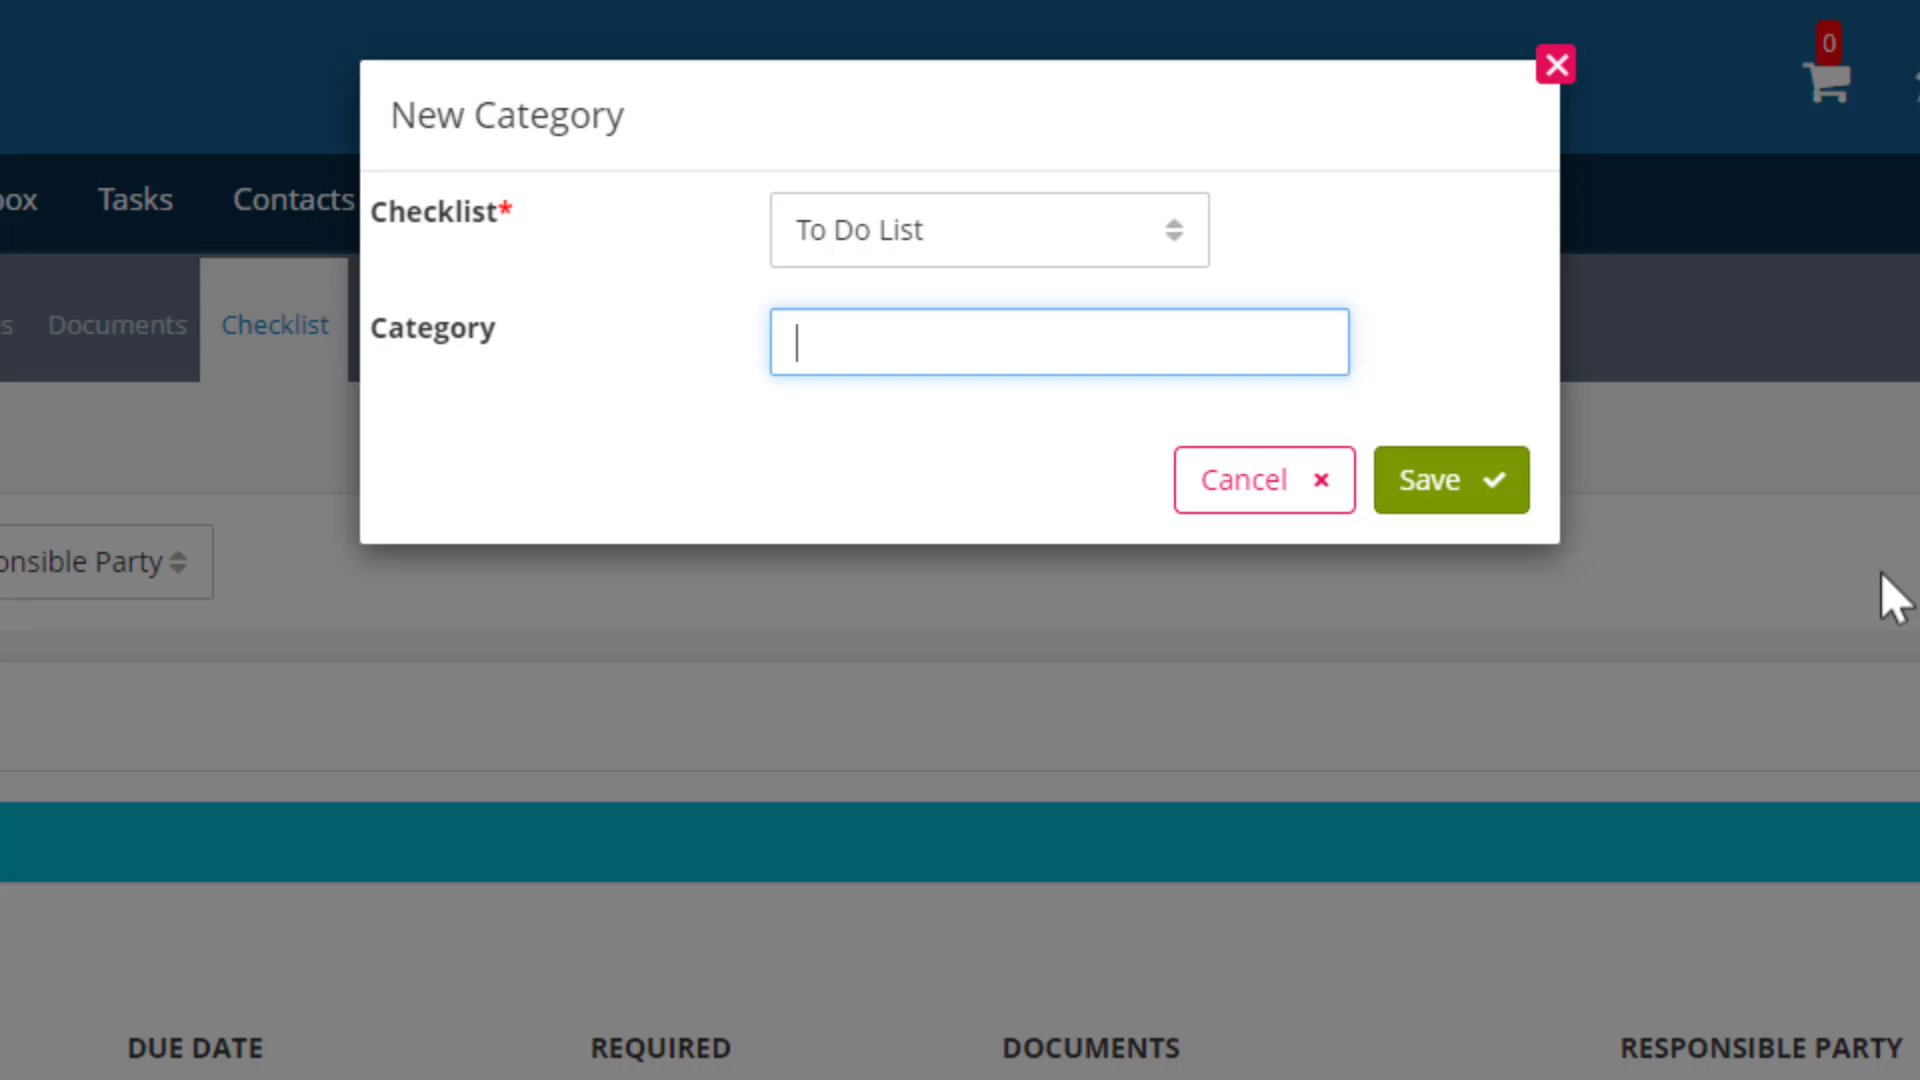 0
New Category
box Tasks Contacts
Checklist*
To Do List
s Documents Checklist
Category
Cancel
Save
onsible Party
DUE DATE REQUIRED DOCUMENTS RESPONSIBLE PARTY